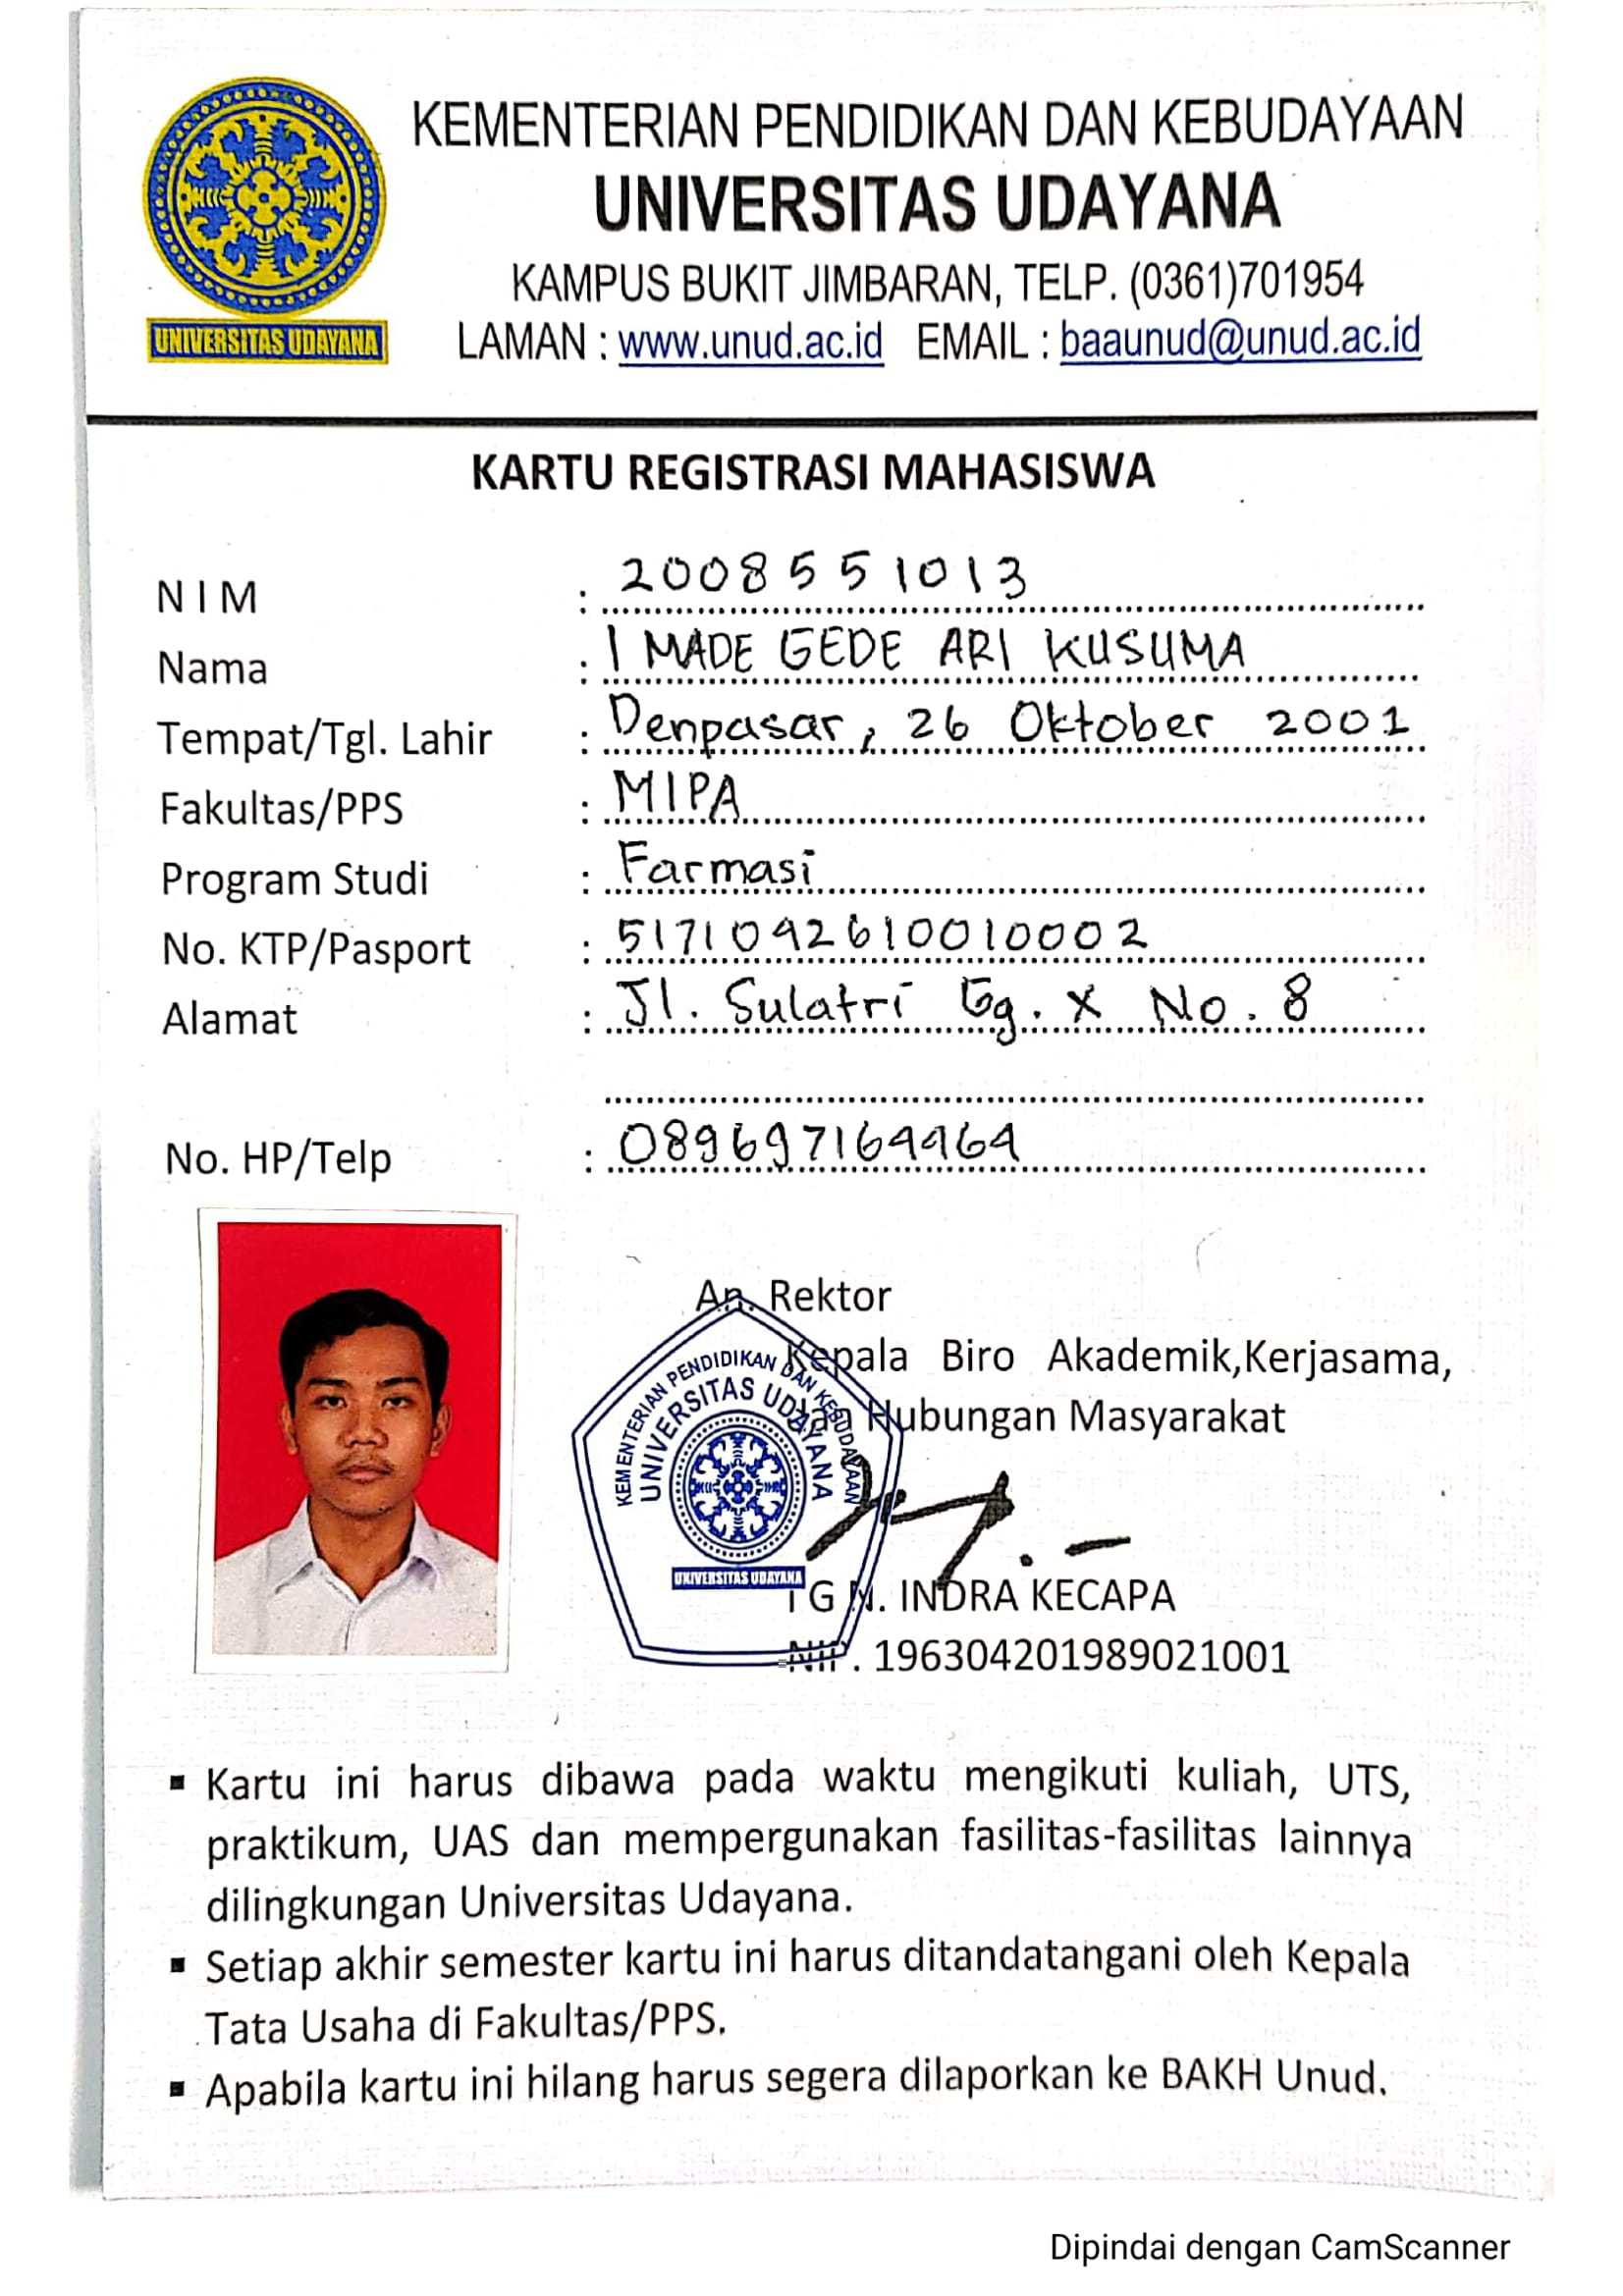 KEMENTERIAN PENDIDIKAN DAN KEBUDAYAAN
UNIVERSITAS UDAYANA
KAMPUS BUKIT JIMBARAN, TELP. (0361)701954
LAMAN : www.unud.ac.id EMAIL : baaunud@unud.ac.id
UNIVERSITAS UDAYANA
KARTU REGISTRASI MAHASISWA
NIM : 2008551013
Nama : I MADE GEDE ARI KUSUMA
Tempat/Tgl. Lahir : Denpasar, 26 Oktober 2001
Fakultas/PPS : MIPA
Program Studi : Farmasi
No. KTP/Pasport : 5171042610010002
Alamat : Jl. Sulatri Gg. X No. 8
No. HP/Telp : 089697164464
An. Rektor
Kepala Biro Akademik,Kerjasama,
dan Hubungan Masyarakat
KEMENTERIAN PENDIDIKAN DAN KEBUDAYAAN
UNIVERSITAS UDAYANA
UNIVERSITAS UDAYANA
I G N. INDRA KECAPA
NIP. 196304201989021001
▪ Kartu ini harus dibawa pada waktu mengikuti kuliah, UTS,
praktikum, UAS dan mempergunakan fasilitas-fasilitas lainnya
dilingkungan Universitas Udayana.
▪ Setiap akhir semester kartu ini harus ditandatangani oleh Kepala
Tata Usaha di Fakultas/PPS.
▪ Apabila kartu ini hilang harus segera dilaporkan ke BAKH Unud.
Dipindai dengan CamScanner